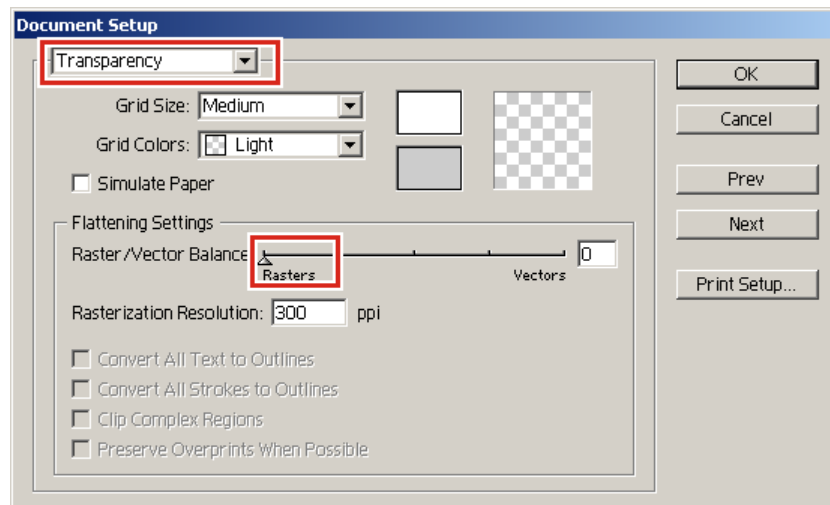 Document Setup
Transparency
OK
Grid Size: Medium
Cancel
Grid Colors: Light
Simulate Paper
Prev
Flattening Settings
Next
Raster/Vector Balance 0
Rasters Vectors
Print Setup...
Rasterization Resolution: 300 ppi
Convert All Text to Outlines
Convert All Strokes to Outlines
Clip Complex Regions
Preserve Overprints When Possible